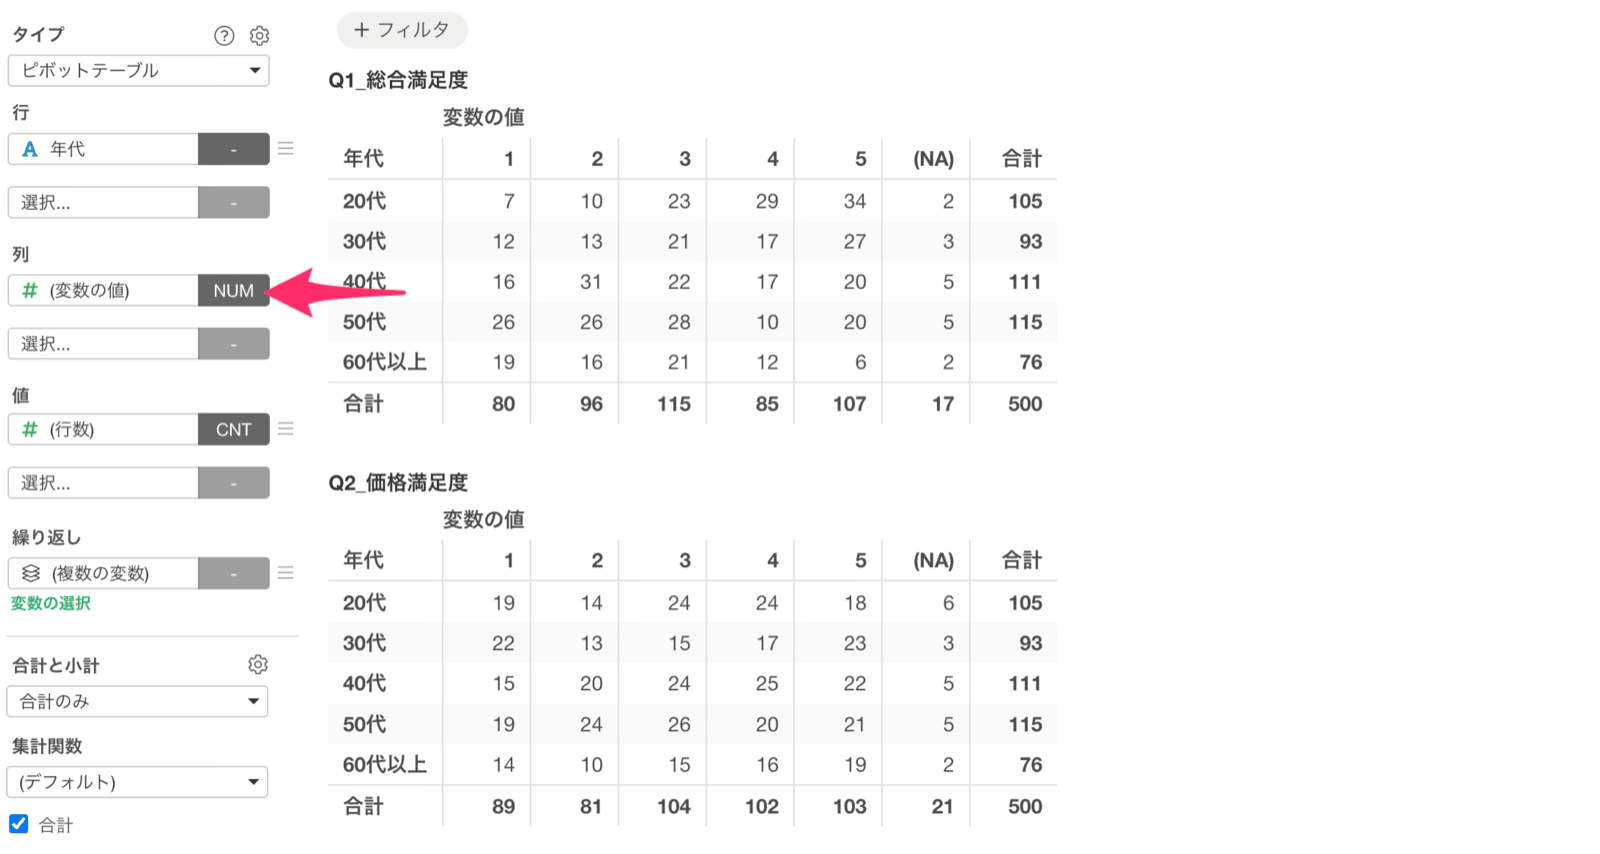 タイプ
ピボットテーブル
行
年代 -
選択... -
列
# (変数の値) NUM
選択... -
値
# (行数) CNT
選択... -
繰り返し
(複数の変数) -
変数の選択
合計と小計
合計のみ
集計関数
(デフォルト)
合計
+ フィルタ
Q1_総合満足度
変数の値
年代 1 2 3 4 5 (NA) 合計
20代 7 10 23 29 34 2 105
30代 12 13 21 17 27 3 93
40代 16 31 22 17 20 5 111
50代 26 26 28 10 20 5 115
60代以上 19 16 21 12 6 2 76
合計 80 96 115 85 107 17 500
Q2_価格満足度
変数の値
年代 1 2 3 4 5 (NA) 合計
20代 19 14 24 24 18 6 105
30代 22 13 15 17 23 3 93
40代 15 20 24 25 22 5 111
50代 19 24 26 20 21 5 115
60代以上 14 10 15 16 19 2 76
合計 89 81 104 102 103 21 500